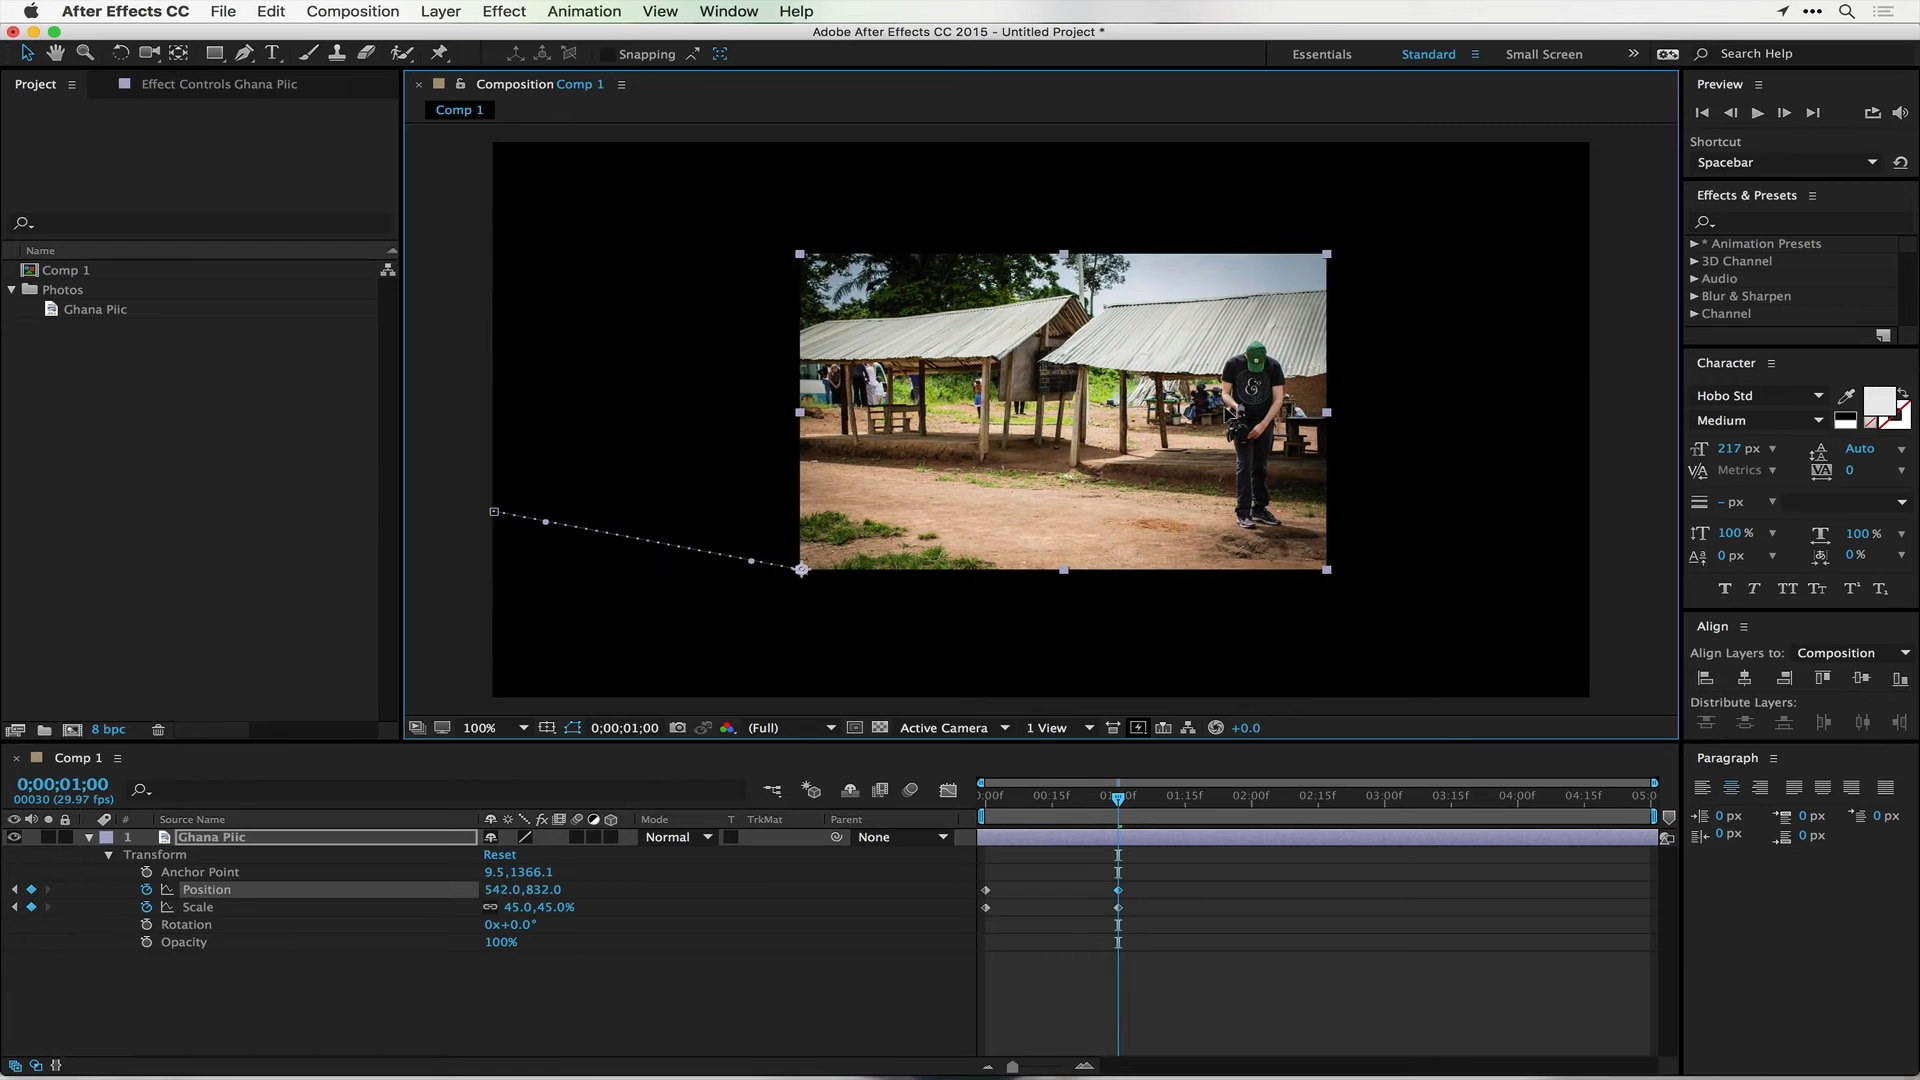 After Effects CC File Edit Composition Layer Effect Animation View Window Help
Adobe After Effects CC 2015 - Untitled Project *
Snapping
Essentials Standard Small Screen Search Help
Project Effect Controls Ghana Piic
Composition Comp 1
Comp 1
Preview
Shortcut
Spacebar
Effects & Presets
* Animation Presets
3D Channel
Audio
Blur & Sharpen
Channel
Name
Comp 1
Photos
Ghana Piic
&
Character
Hobo Std
Medium
217 px Auto
Metrics 0
- px
100 % 100 %
0 px 0 %
T T TT TT T¹ T₁
Align
Align Layers to: Composition
Distribute Layers:
8 bpc
100% 0;00;01;00 (Full) Active Camera 1 View +0.0
Comp 1
0;00;01;00
00030 (29.97 fps)
:00f 00:15f 01:00f 01:15f 02:00f 02:15f 03:00f 03:15f 04:00f 04:15f 05:0
# Source Name Mode T TrkMat Parent
1 Ghana Piic Normal None
Transform Reset
Anchor Point 9.5,1366.1
Position 542.0,832.0
Scale 45.0,45.0%
Rotation 0x+0.0°
Opacity 100%
Paragraph
0 px 0 px 0 px
0 px 0 px